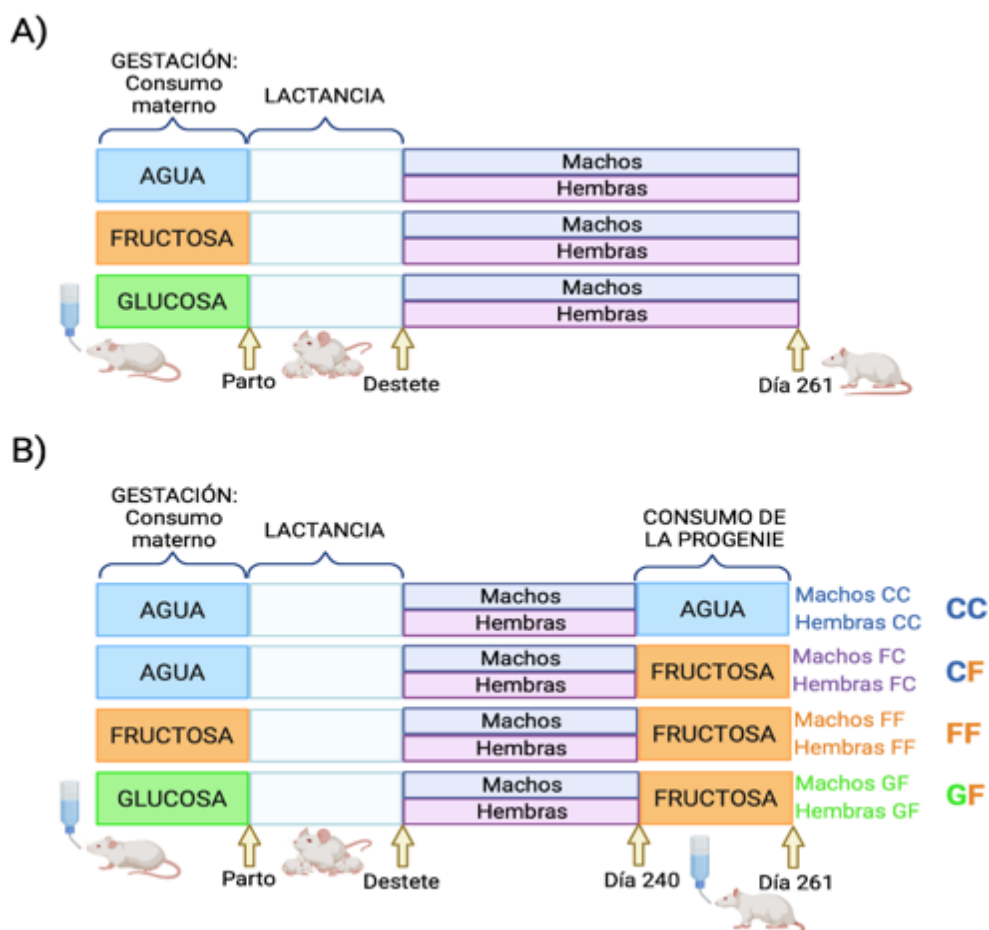 A)
GESTACIÓN:
Consumo
materno
LACTANCIA
AGUA
Machos
Hembras
FRUCTOSA
Machos
Hembras
GLUCOSA
Machos
Hembras
Parto
Destete
Día 261
B)
GESTACIÓN:
Consumo
materno
LACTANCIA
CONSUMO DE
LA PROGENIE
AGUA
Machos
Hembras
AGUA
Machos CC
Hembras CC
CC
AGUA
Machos
Hembras
FRUCTOSA
Machos FC
Hembras FC
CF
FRUCTOSA
Machos
Hembras
FRUCTOSA
Machos FF
Hembras FF
FF
GLUCOSA
Machos
Hembras
FRUCTOSA
Machos GF
Hembras GF
GF
Parto
Destete
Día 240
Día 261